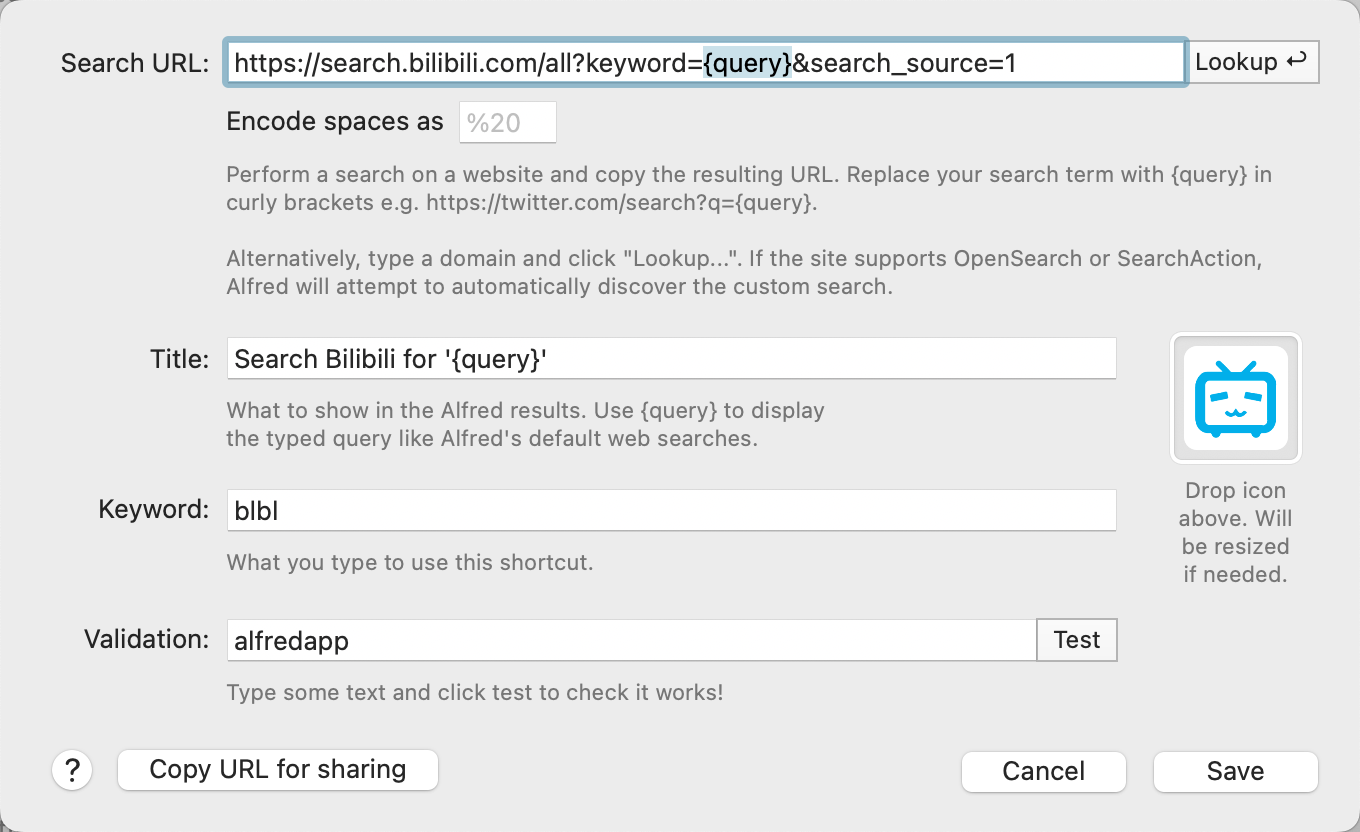 Search URL: https://search.bilibili.com/all?keyword={query}&search_source=1 Lookup ↩
Encode spaces as %20
Perform a search on a website and copy the resulting URL. Replace your search term with {query} in
curly brackets e.g. https://twitter.com/search?q={query}.
Alternatively, type a domain and click "Lookup...". If the site supports OpenSearch or SearchAction,
Alfred will attempt to automatically discover the custom search.
Title: Search Bilibili for '{query}'
What to show in the Alfred results. Use {query} to display
the typed query like Alfred's default web searches.
Keyword: blbl
What you type to use this shortcut.
Drop icon
above. Will
be resized
if needed.
Validation: alfredapp Test
Type some text and click test to check it works!
? Copy URL for sharing Cancel Save